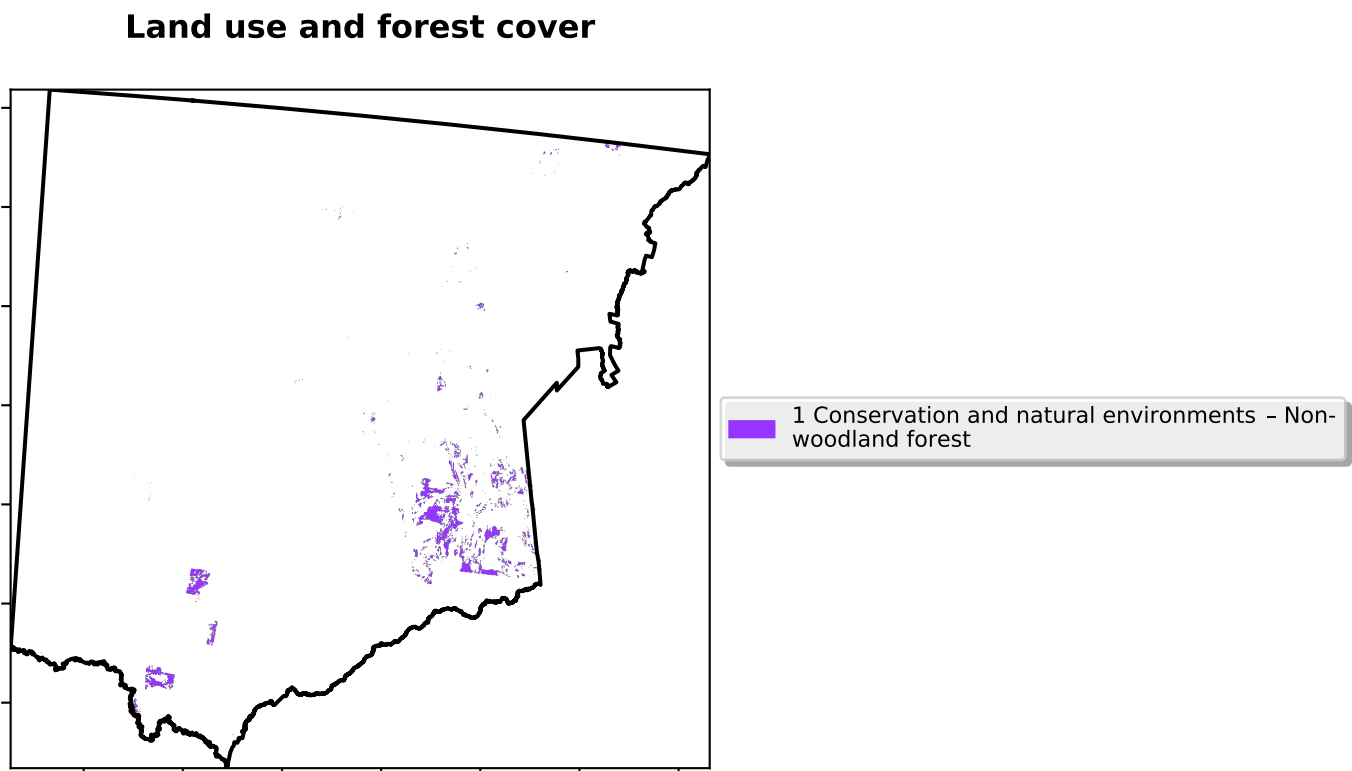 Land use and forest cover
1 Conservation and natural environments – Non-
woodland forest